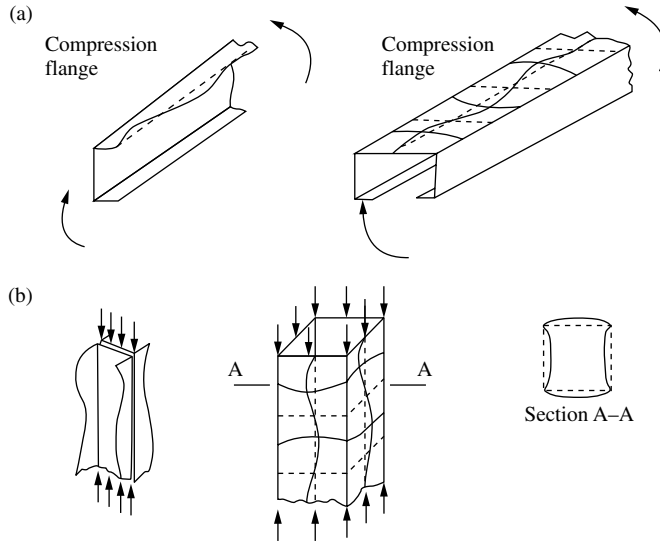 (a)
Compression
flange
Compression
flange
(b)
A
A
Section A–A